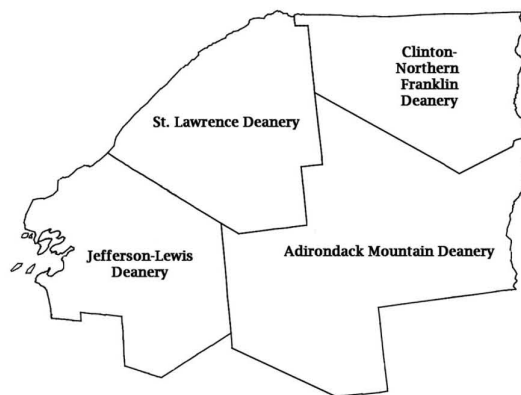 Clinton-
Northern
Franklin
Deanery
St. Lawrence Deanery
Jefferson-Lewis
Deanery
Adirondack Mountain Deanery